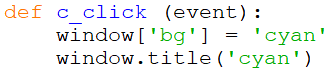 def c_click (event):
    window['bg'] = 'cyan'
    window.title('cyan')